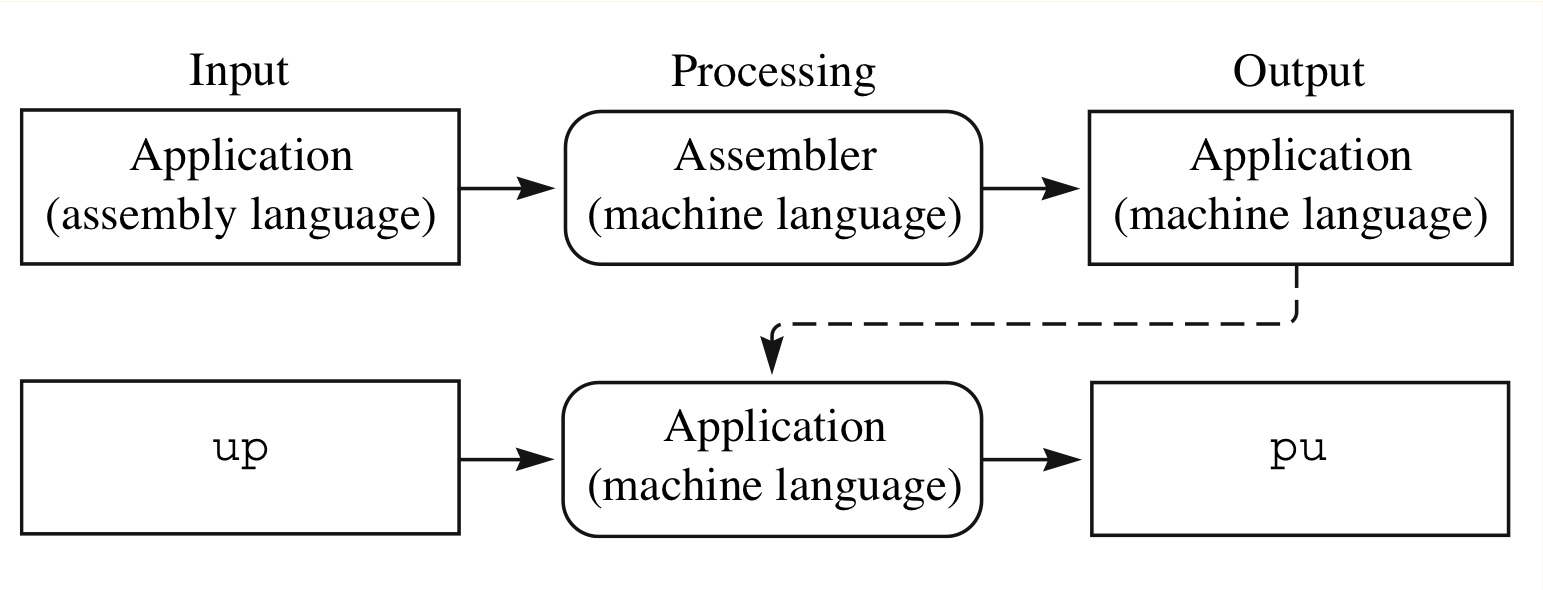 Input
Processing
Output
Application
(assembly language)
Assembler
(machine language)
Application
(machine language)
up
Application
(machine language)
pu